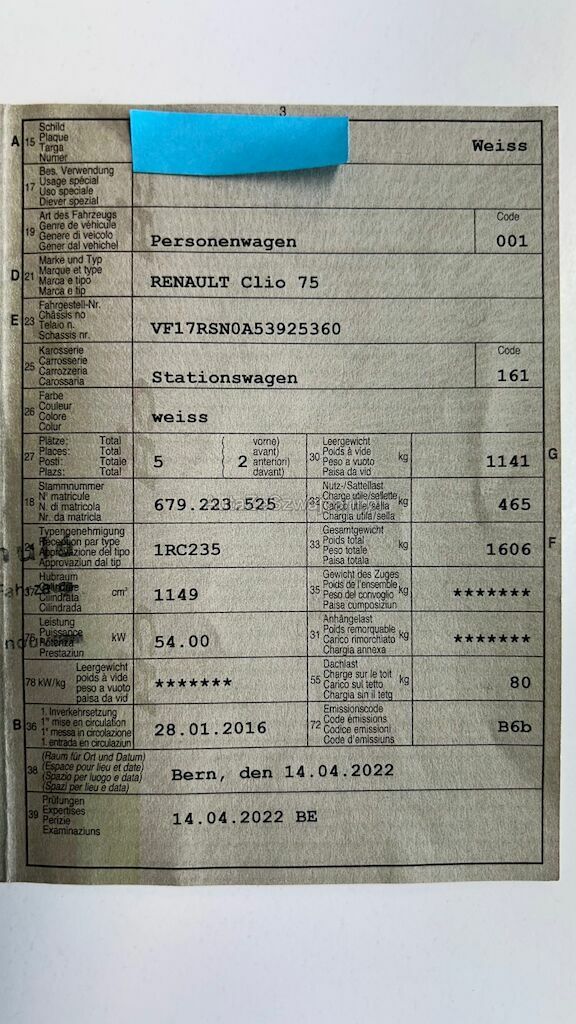 3
A 15 Schild
Plaque
Targa
Numer
Weiss
17 Bes. Verwendung
Usage spécial
Uso speciale
Diever spezial
19 Art des Fahrzeugs
Genre de véhicule
Genere di veicolo
Gener dal vehichel
Personenwagen
Code
001
D 21 Marke und Typ
Marque et type
Marca e tipo
Marca e tip
RENAULT Clio 75
E 23 Fahrgestell-Nr.
Châssis no
Telaio n.
Schassis nr.
VF17RSN0A53925360
25 Karosserie
Carrosserie
Carrozzeria
Carossaria
Stationswagen
Code
161
26 Farbe
Couleur
Colore
Colur
weiss
27 Plätze: Total
Places: Total
Posti: Totale
Plazs: Total
5
( vorne)
avant)
2 anteriori)
( davant)
30 Leergewicht
Poids à vide
Peso a vuoto
Paisa da vid
kg
1141
G
18 Stammnummer
N° matricule
N. di matricola
Nr. da matricla
679.223.525
32 Nutz-/Sattellast
Charge utile/sellette
Carico utile/sella
Chargia utila/sella
kg
465
24 Typengenehmigung
Réception par type
Approvazione del tipo
Approvaziun dal tip
1RC235
33 Gesamtgewicht
Poids total
Peso totale
Paisa totala
kg
1606
F
37 Hubraum
Cylindrée
Cilindrata
Cilindrada
cm³
1149
35 Gewicht des Zuges
Poids de l'ensemble
Peso del convoglio
Paisa composiziun
kg
*******
76 Leistung
Puissance
Potenza
Prestaziun
kW
54.00
31 Anhängelast
Poids remorquable
Carico rimorchiato
Chargia annexa
kg
*******
78 kW/kg Leergewicht
poids à vide
peso a vuoto
paisa da vid
*******
55 Dachlast
Charge sur le toit
Carico sul tetto
Chargia sin il tetg
kg
80
B 36 1. Inverkehrsetzung
1re mise en circulation
1a messa in circolazione
1. entrada en circulaziun
28.01.2016
72 Emissionscode
Code émissions
Codice emissioni
Code d'emissiuns
B6b
38 (Raum für Ort und Datum)
(Espace pour lieu et date)
(Spazio per luogo e data)
(Spazi per lieu e data)
Bern, den 14.04.2022
39 Prüfungen
Expertises
Perizie
Examinaziuns
14.04.2022 BE